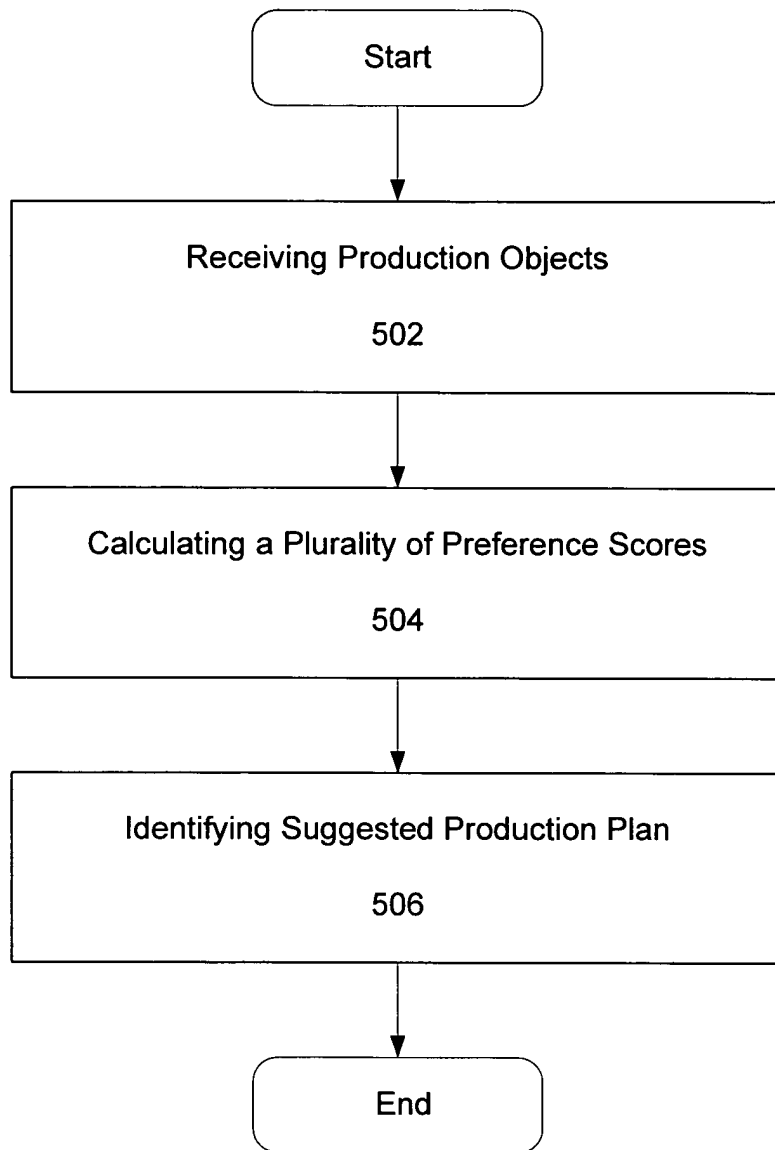 Start
Receiving Production Objects
502
Calculating a Plurality of Preference Scores
504
Identifying Suggested Production Plan
506
End